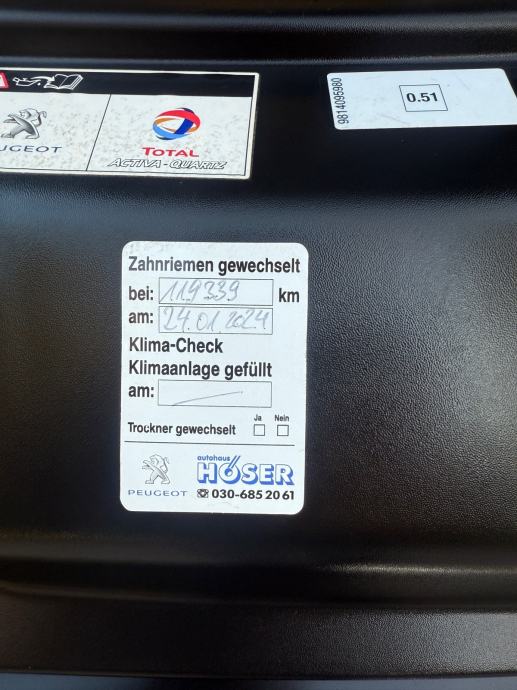 PEUGEOT
TOTAL
ACTIVA - QUARTZ
9814095980
0.51
Zahnriemen gewechselt
bei: 119339 km
am: 24.01.2024
Klima-Check
Klimaanlage gefüllt
am:
Ja Nein
Trockner gewechselt
autohaus
HÖSER
PEUGEOT
030-685 20 61